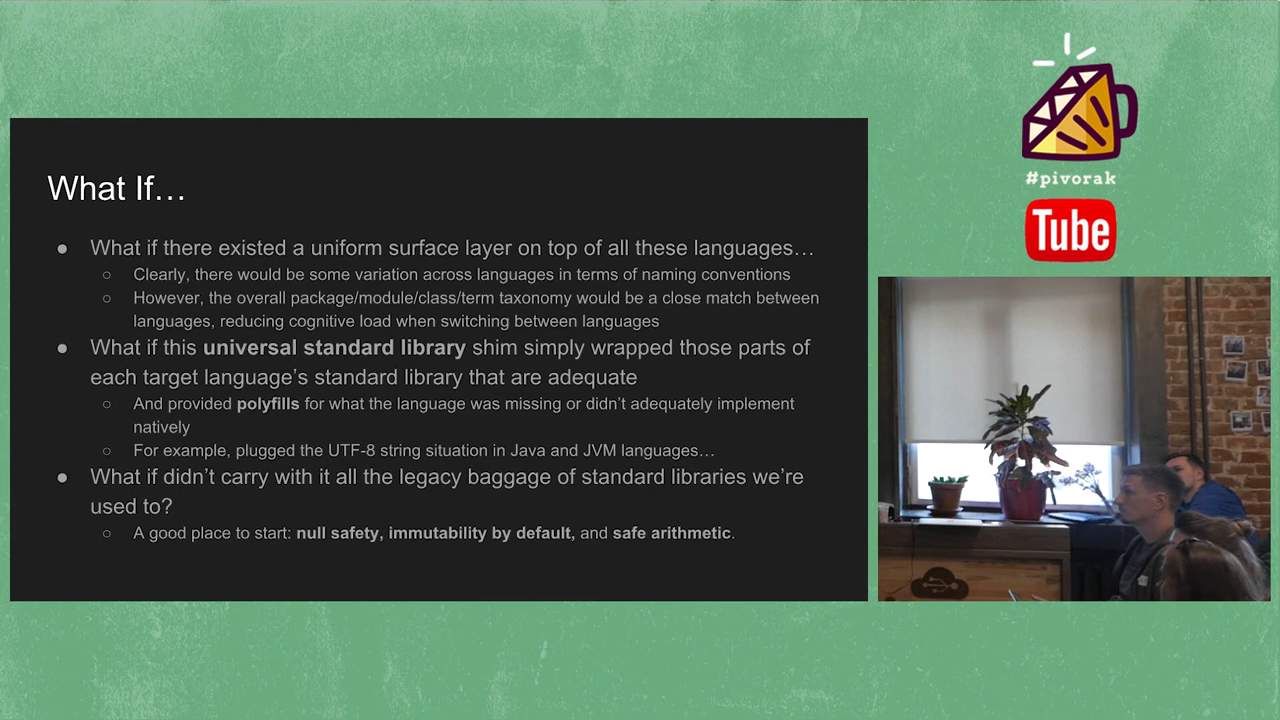 What If…
● What if there existed a uniform surface layer on top of all these languages…
○ Clearly, there would be some variation across languages in terms of naming conventions
○ However, the overall package/module/class/term taxonomy would be a close match between
languages, reducing cognitive load when switching between languages
● What if this universal standard library shim simply wrapped those parts of
each target language’s standard library that are adequate
○ And provided polyfills for what the language was missing or didn’t adequately implement
natively
○ For example, plugged the UTF-8 string situation in Java and JVM languages…
● What if didn’t carry with it all the legacy baggage of standard libraries we’re
used to?
○ A good place to start: null safety, immutability by default, and safe arithmetic.
#pivorak
Tube